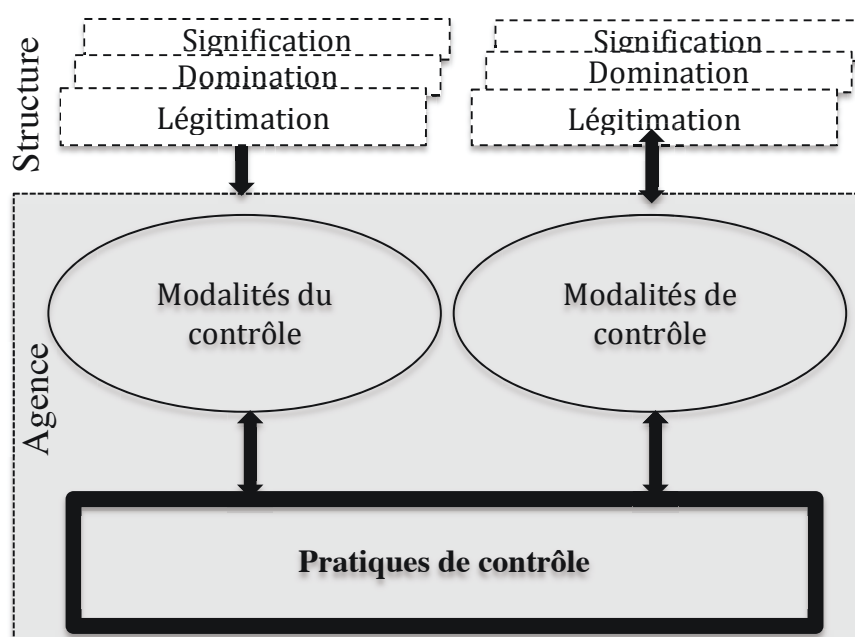 Structure
Signification
Domination
Légitimation
Signification
Domination
Légitimation
Agence
Modalités du
contrôle
Modalités de
contrôle
Pratiques de contrôle